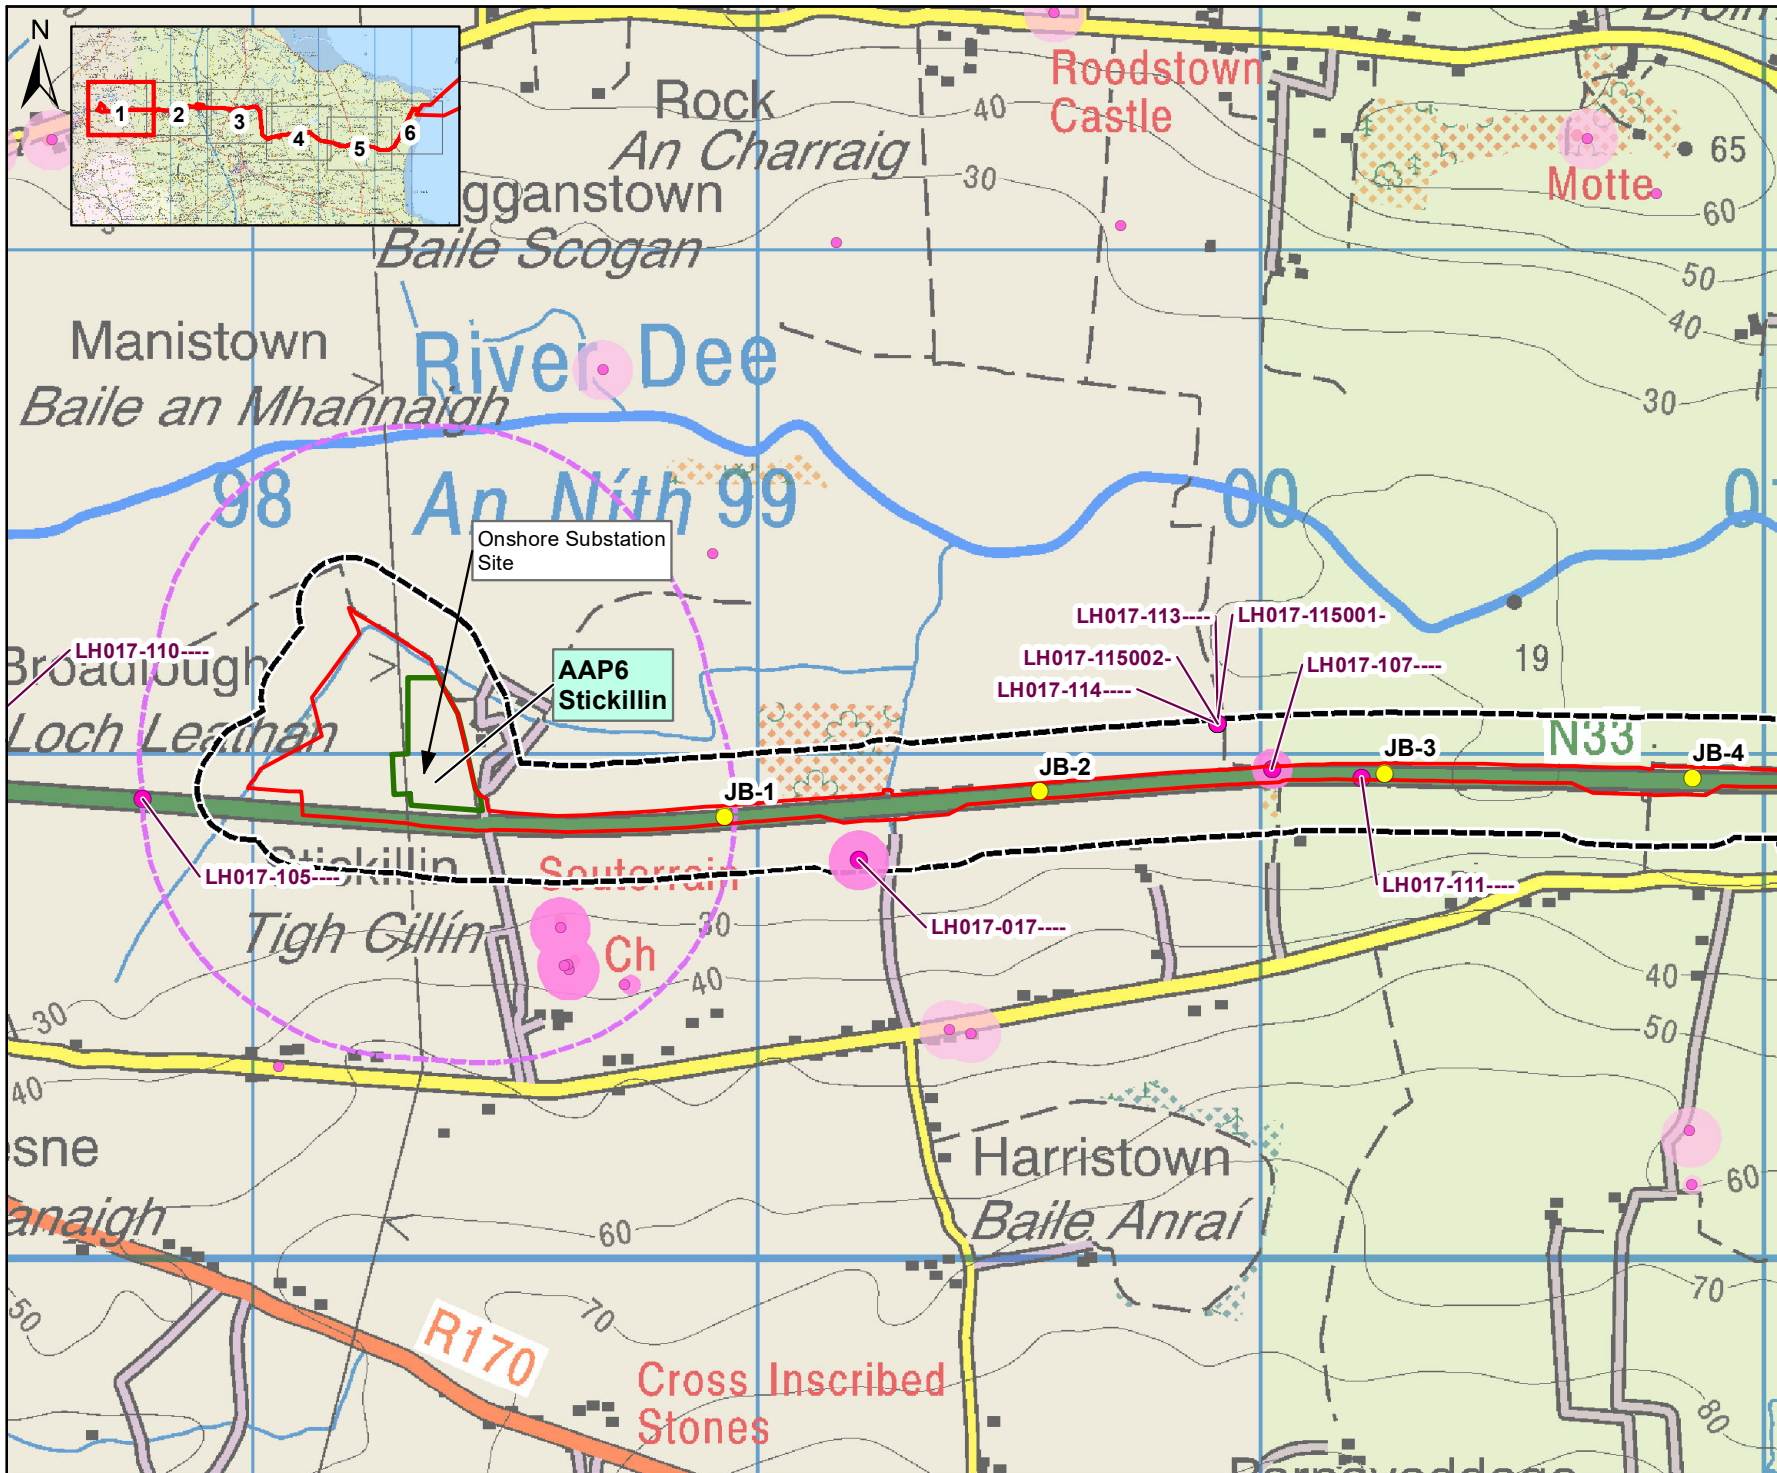 N
1
2
3
4
5
6
Rock
An Charraig
gganstown
Baile Scogan
Roodstown
Castle
Motte
65
60
50
40
30
40
30
Manistown
Baile an Mhannaigh
River Dee
An Níth
98
99
00
Onshore Substation
Site
AAP6
Stickillin
LH017-110----
Broadlough
Loch Leathan
LH017-113----
LH017-115001-
LH017-115002-
LH017-114----
LH017-107----
19
N33
JB-1
JB-2
JB-3
JB-4
LH017-105----
Stickillin
Tigh Cillín
Souterrain
Ch
LH017-017----
LH017-111----
30
40
30
40
40
50
esne
anaigh
Harristown
Baile Anraí
60
60
70
70
50
80
R170
Cross Inscribed
Stones